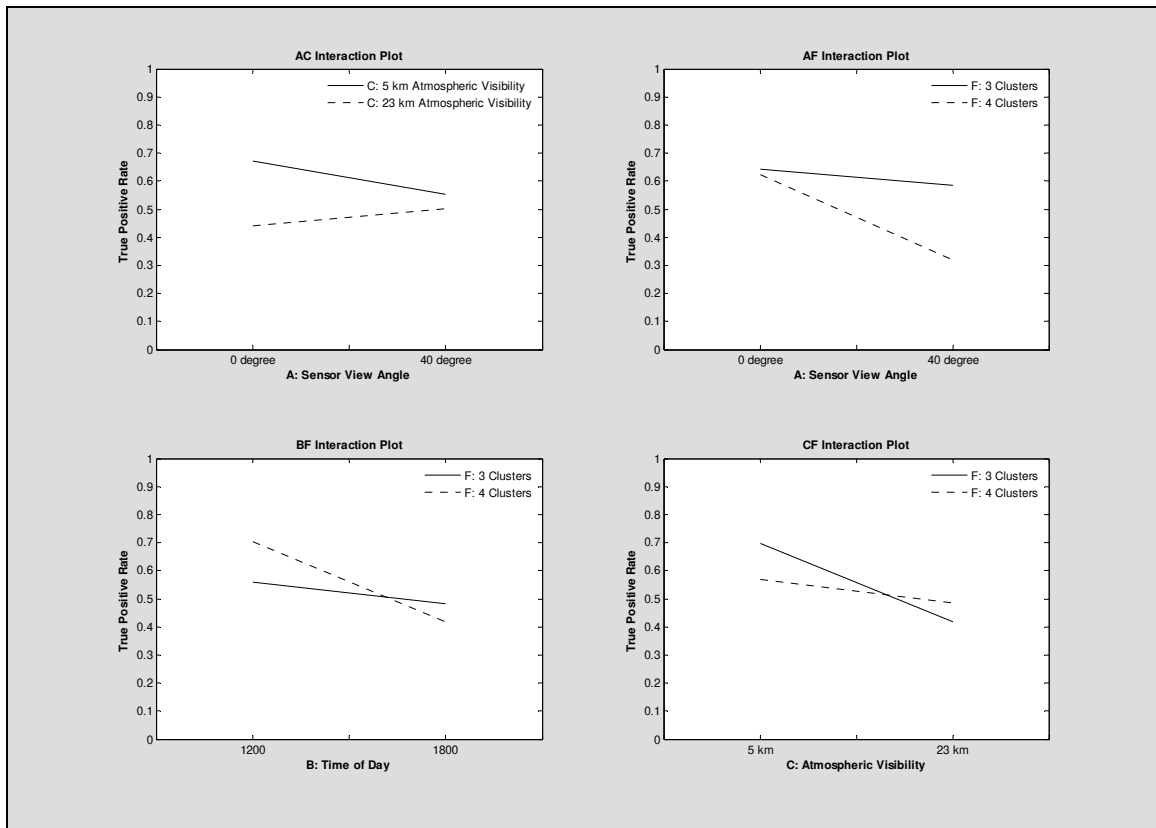 AC Interaction Plot
1
0.9
0.8
0.7
0.6
0.5
0.4
0.3
0.2
0.1
0
True Positive Rate
C: 5 km Atmospheric Visibility
C: 23 km Atmospheric Visibility
0 degree 40 degree
A: Sensor View Angle
AF Interaction Plot
1
0.9
0.8
0.7
0.6
0.5
0.4
0.3
0.2
0.1
0
True Positive Rate
F: 3 Clusters
F: 4 Clusters
0 degree 40 degree
A: Sensor View Angle
BF Interaction Plot
1
0.9
0.8
0.7
0.6
0.5
0.4
0.3
0.2
0.1
0
True Positive Rate
F: 3 Clusters
F: 4 Clusters
1200 1800
B: Time of Day
CF Interaction Plot
1
0.9
0.8
0.7
0.6
0.5
0.4
0.3
0.2
0.1
0
True Positive Rate
F: 3 Clusters
F: 4 Clusters
5 km 23 km
C: Atmospheric Visibility